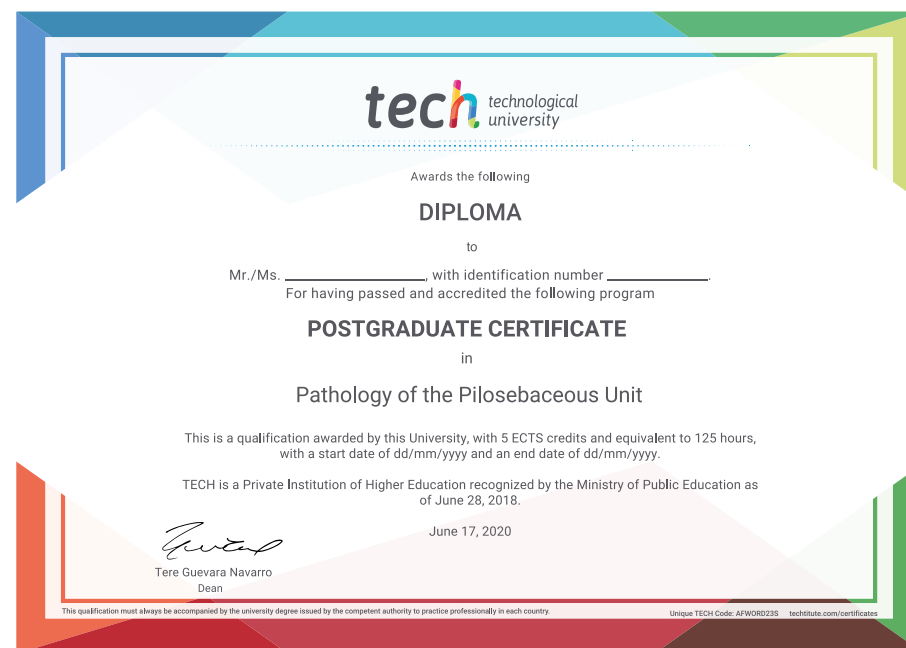 tech technological
university
Awards the following
DIPLOMA
to
Mr./Ms. ____________, with identification number ____________.
For having passed and accredited the following program
POSTGRADUATE CERTIFICATE
in
Pathology of the Pilosebaceous Unit
This is a qualification awarded by this University, with 5 ECTS credits and equivalent to 125 hours,
with a start date of dd/mm/yyyy and an end date of dd/mm/yyyy.
TECH is a Private Institution of Higher Education recognized by the Ministry of Public Education as
of June 28, 2018.
June 17, 2020
Tere Guevara Navarro
Dean
This qualification must always be accompanied by the university degree issued by the competent authority to practice professionally in each country.
Unique TECH Code: AFWORD23S techtitute.com/certificates